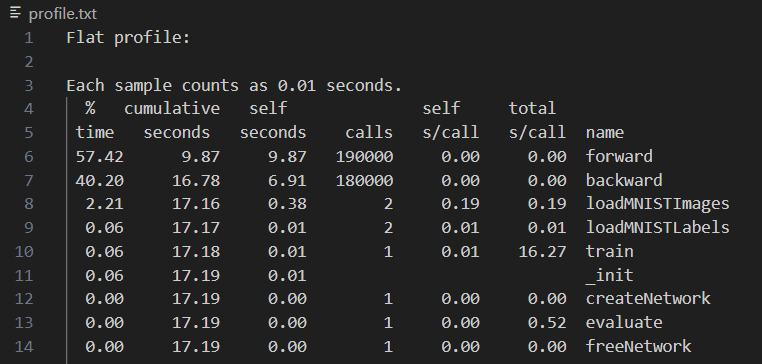 profile.txt
1 Flat profile:
2
3 Each sample counts as 0.01 seconds.
4 % cumulative self self total
5 time seconds seconds calls s/call s/call name
6 57.42 9.87 9.87 190000 0.00 0.00 forward
7 40.20 16.78 6.91 180000 0.00 0.00 backward
8 2.21 17.16 0.38 2 0.19 0.19 loadMNISTImages
9 0.06 17.17 0.01 2 0.01 0.01 loadMNISTLabels
10 0.06 17.18 0.01 1 0.01 16.27 train
11 0.06 17.19 0.01 _init
12 0.00 17.19 0.00 1 0.00 0.00 createNetwork
13 0.00 17.19 0.00 1 0.00 0.52 evaluate
14 0.00 17.19 0.00 1 0.00 0.00 freeNetwork